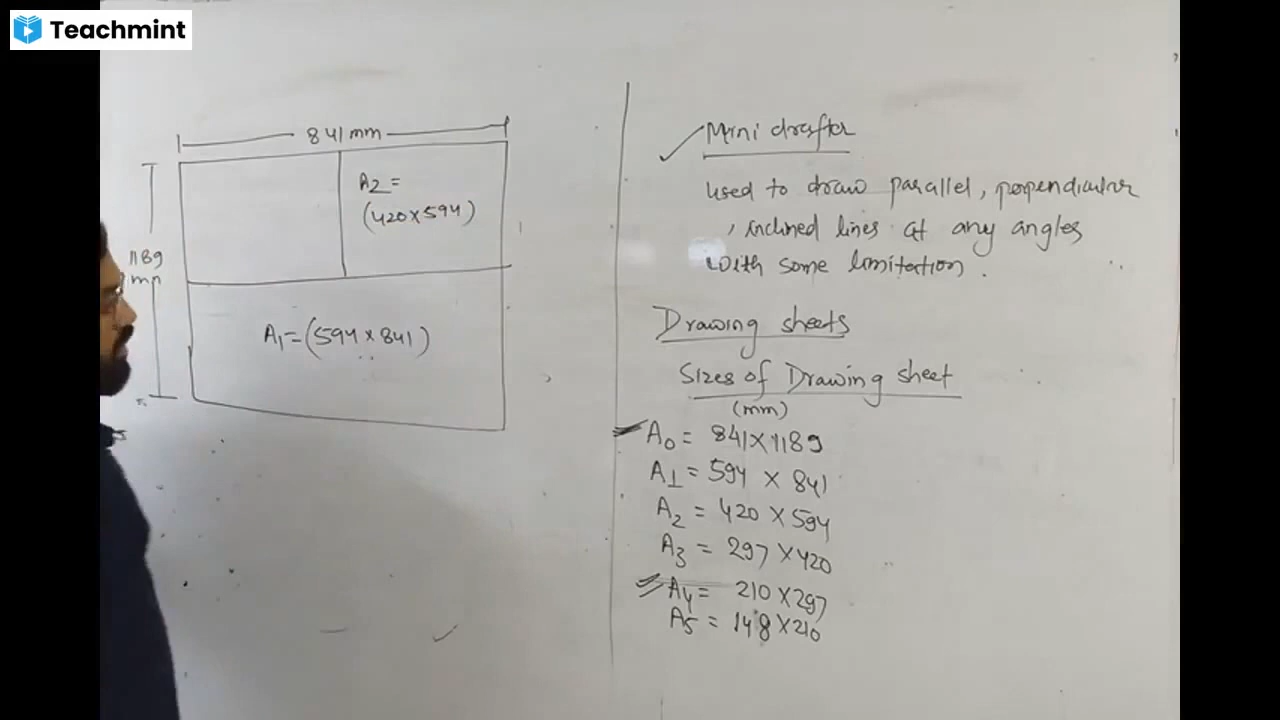 Teachmint
841 mm
A2 =
(420 x 594)
1189
mm
A1 = (594 x 841)
Mini drafter
used to draw parallel, perpendicular
, inclined lines at any angles
with some limitation.
Drawing sheets
Sizes of Drawing sheet
(mm)
A0 = 841 x 1189
A1 = 594 x 841
A2 = 420 x 594
A3 = 297 x 420
A4 = 210 x 297
A5 = 148 x 210